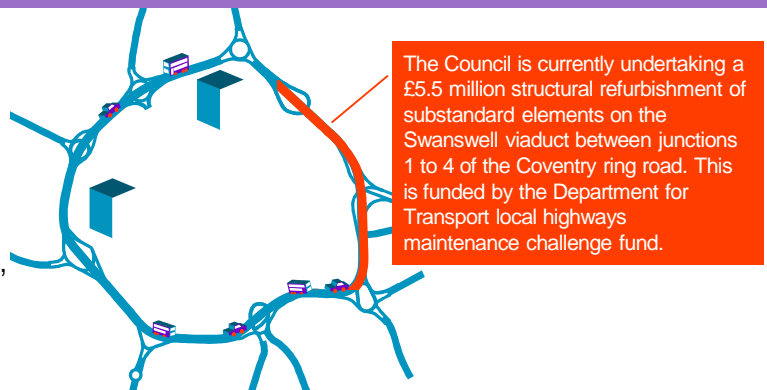 The Council is currently undertaking a
£5.5 million structural refurbishment of
substandard elements on the
Swanswell viaduct between junctions
1 to 4 of the Coventry ring road. This
is funded by the Department for
Transport local highways
maintenance challenge fund.
,